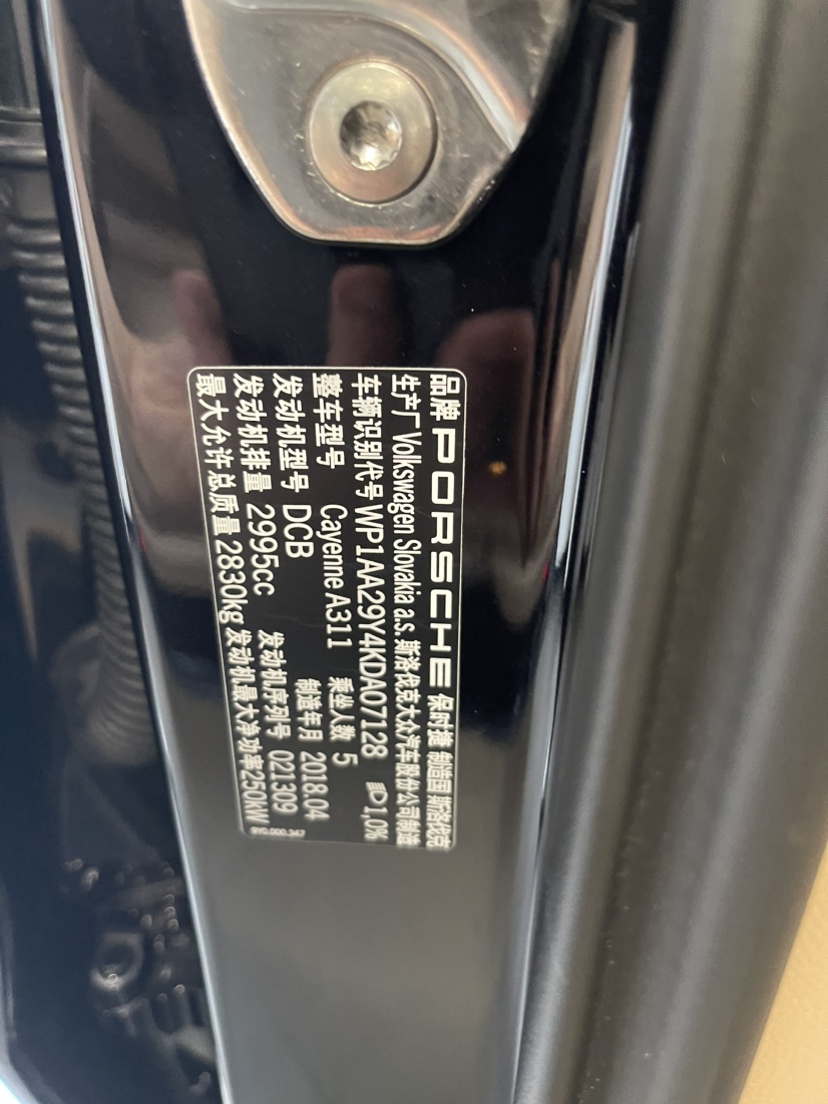 品牌 PORSCHE 保时捷 制造国 斯洛伐克
生产厂 Volkswagen Slovakia a.s. 斯洛伐克大众汽车股份公司制造
车辆识别代号 WP1AA29Y4KDA07128 1,0%
整车型号 Cayenne A311 乘坐人数 5
发动机型号 DCB 制造年月 2018.04
发动机排量 2995cc 发动机序列号 021309
最大允许总质量 2830kg 发动机最大净功率250kW
9Y0.000.347